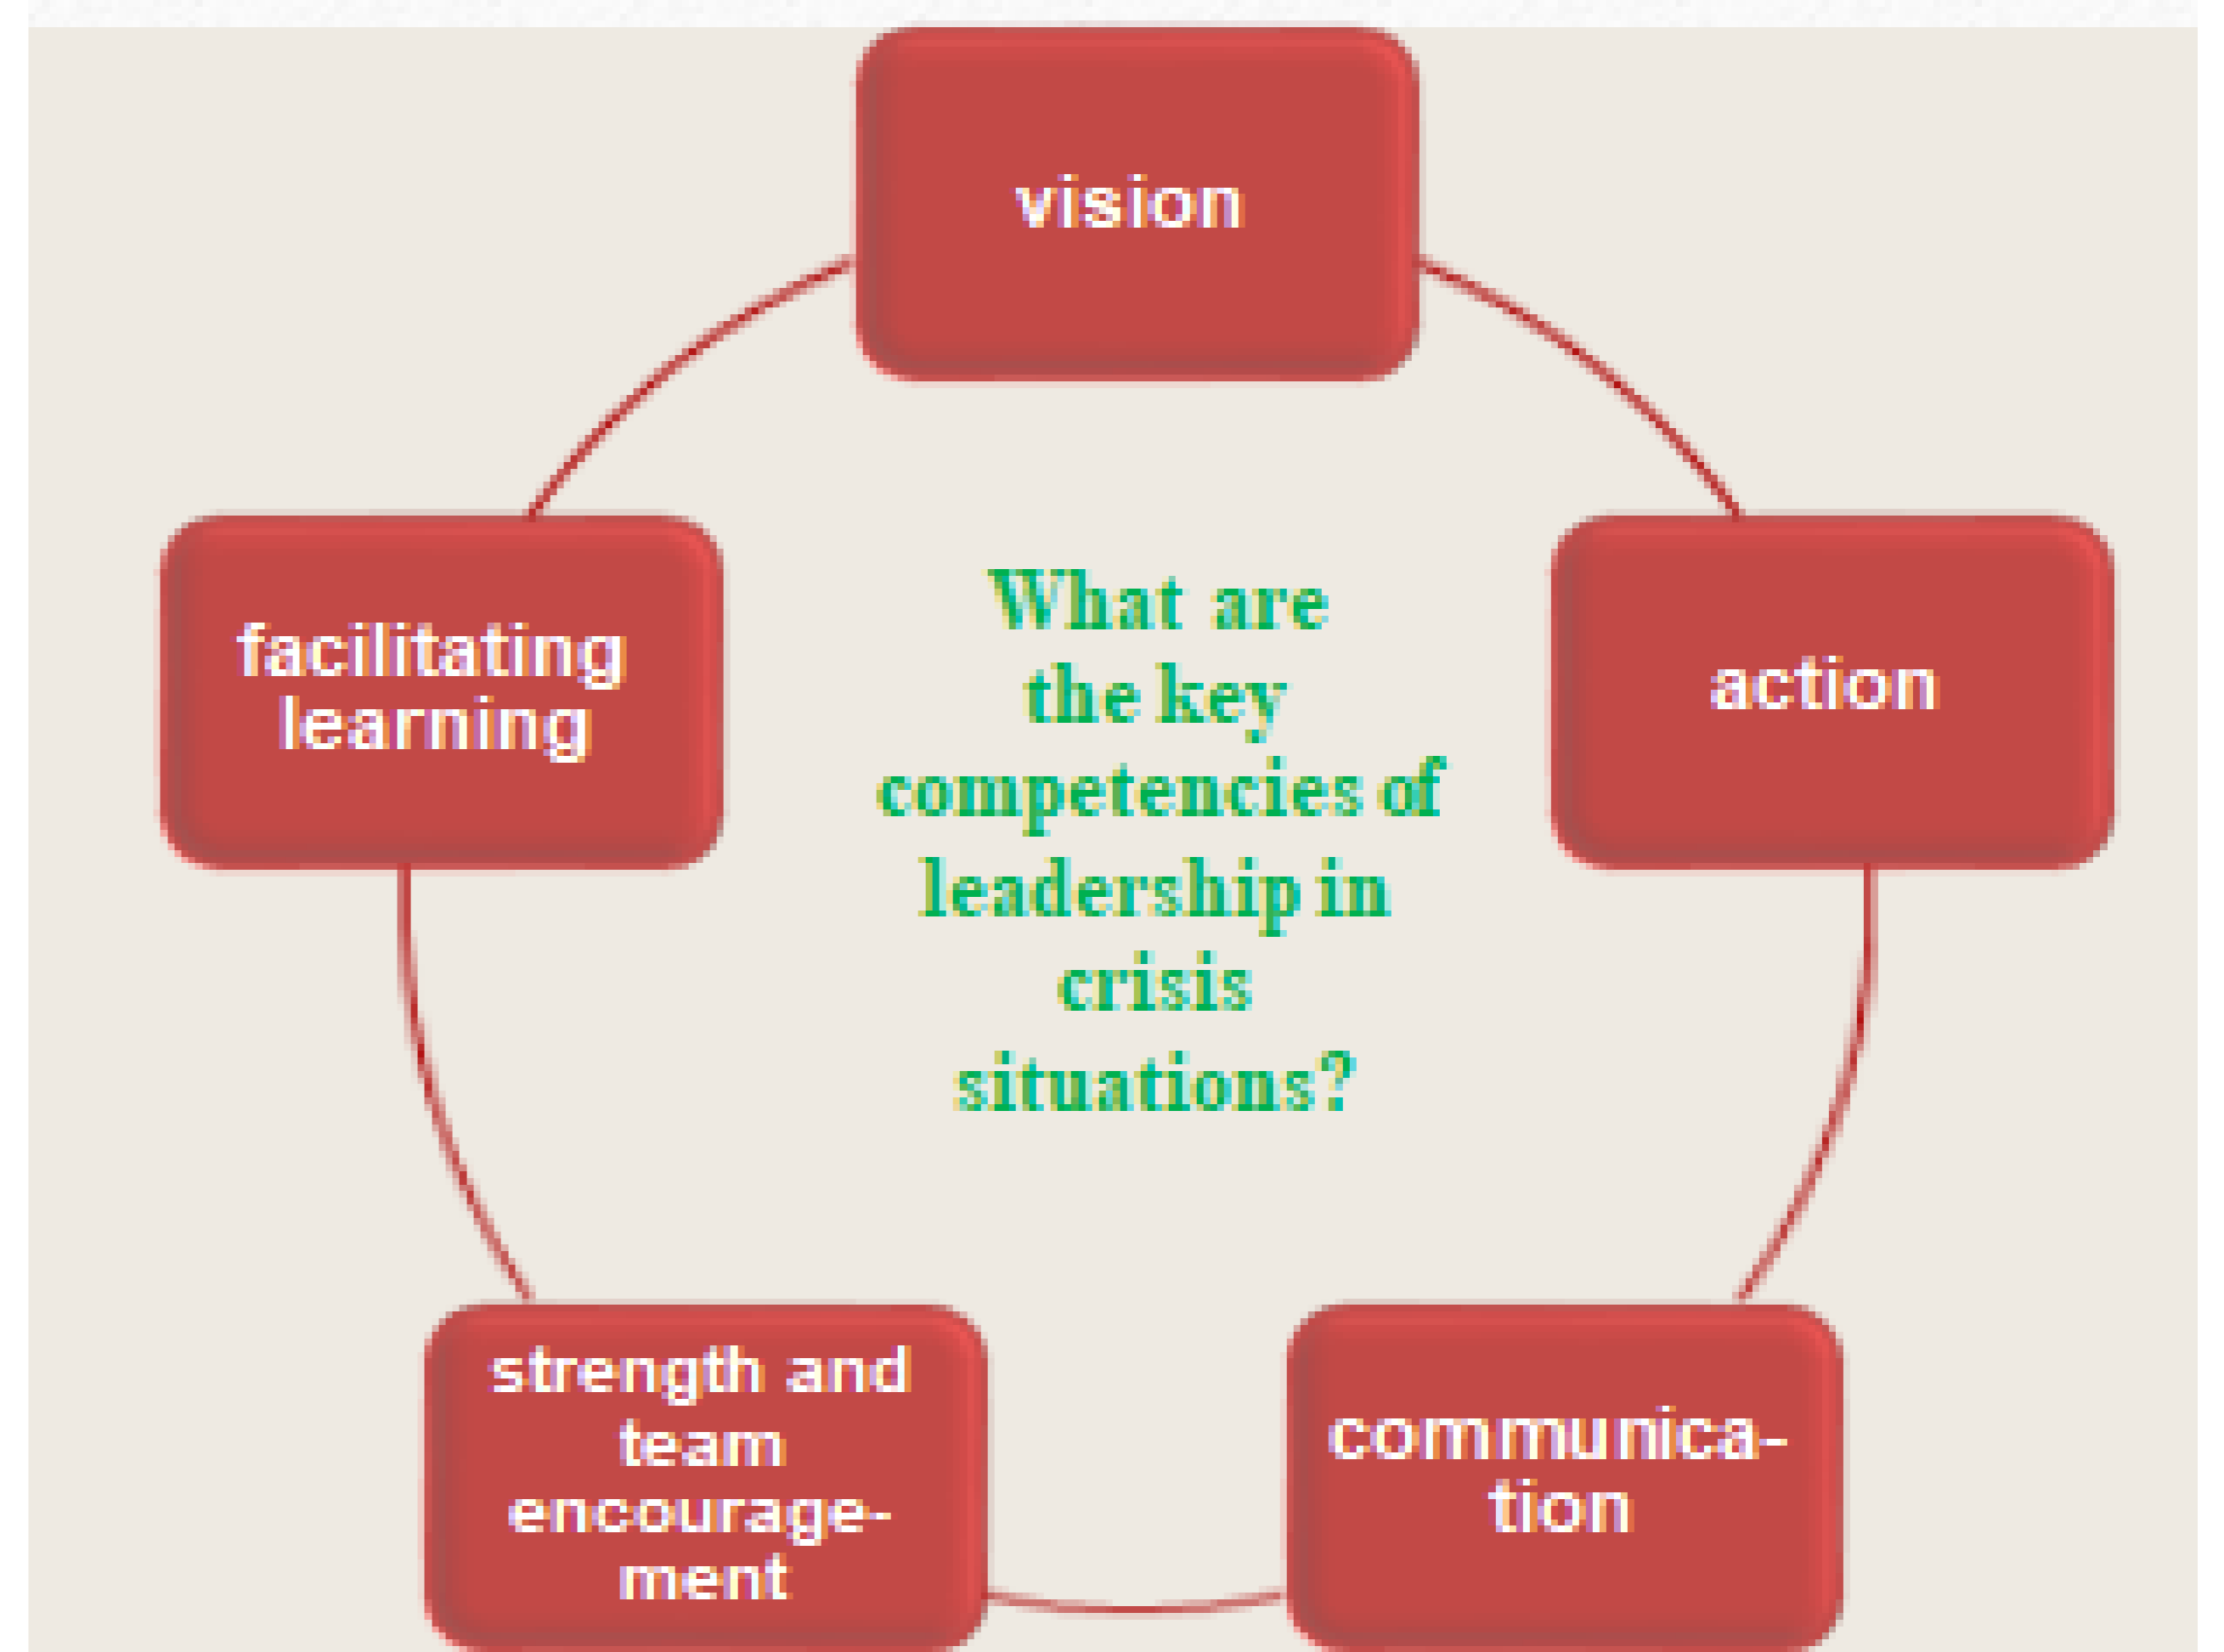 vision
facilitating
learning
What are
the key
competencies of
leadership in
crisis
situations?
action
strength and
team
encourage-
ment
communica-
tion